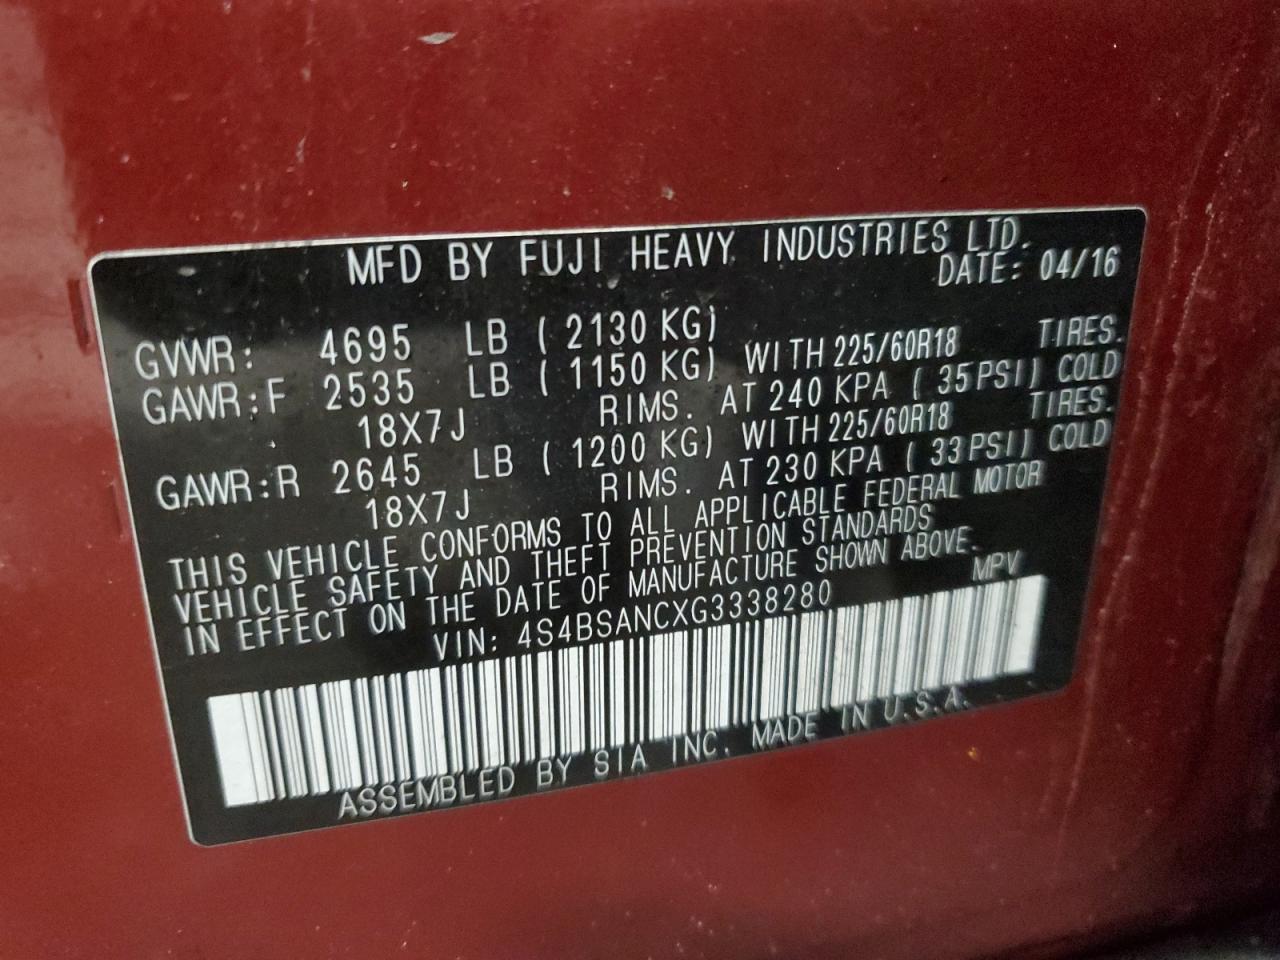 MFD BY FUJI HEAVY INDUSTRIES LTD.
DATE: 04/16
GVWR: 4695 LB ( 2130 KG)
GAWR:F 2535 LB ( 1150 KG) WITH 225/60R18 TIRES.
18X7J RIMS. AT 240 KPA ( 35PSI) COLD
GAWR:R 2645 LB ( 1200 KG) WITH 225/60R18 TIRES.
18X7J RIMS. AT 230 KPA ( 33PSI) COLD
THIS VEHICLE CONFORMS TO ALL APPLICABLE FEDERAL MOTOR
VEHICLE SAFETY AND THEFT PREVENTION STANDARDS
IN EFFECT ON THE DATE OF MANUFACTURE SHOWN ABOVE.
VIN: 4S4BSANCXG3338280 MPV
ASSEMBLED BY SIA INC. MADE IN U.S.A.